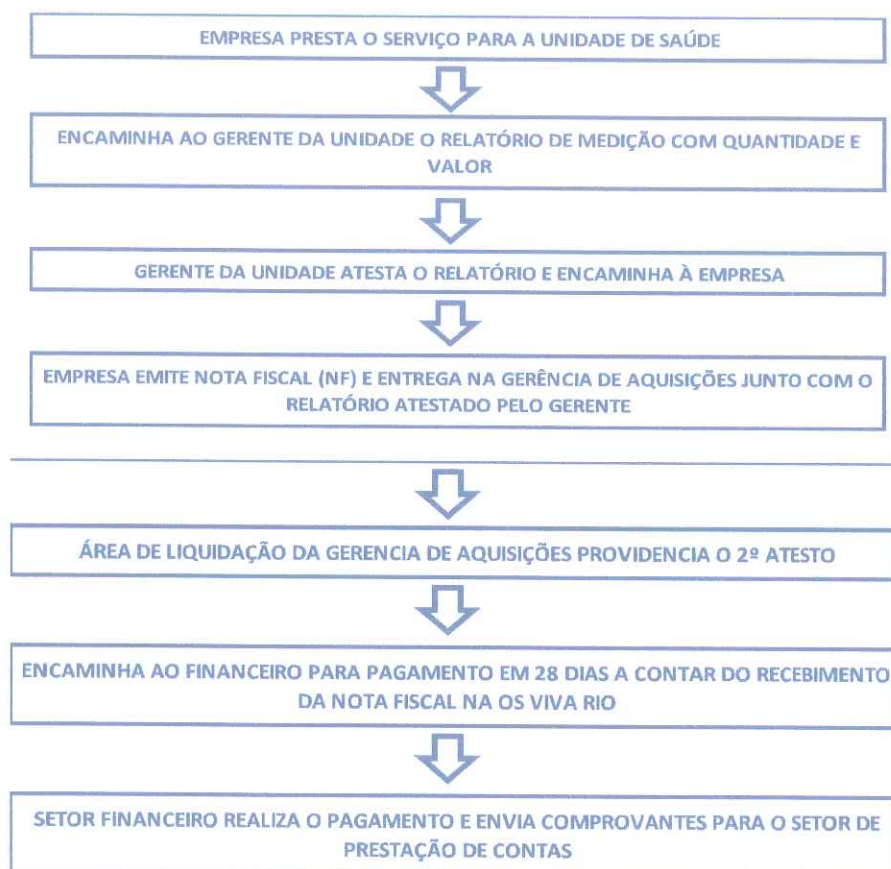 EMPRESA PRESTA O SERVIÇO PARA A UNIDADE DE SAÚDE
ENCAMINHA AO GERENTE DA UNIDADE O RELATÓRIO DE MEDIÇÃO COM QUANTIDADE E
VALOR
GERENTE DA UNIDADE ATESTA O RELATÓRIO E ENCAMINHA À EMPRESA
EMPRESA EMITE NOTA FISCAL (NF) E ENTREGA NA GERÊNCIA DE AQUISIÇÕES JUNTO COM O
RELATÓRIO ATESTADO PELO GERENTE
ÁREA DE LIQUIDAÇÃO DA GERENCIA DE AQUISIÇÕES PROVIDENCIA O 2º ATESTO
ENCAMINHA AO FINANCEIRO PARA PAGAMENTO EM 28 DIAS A CONTAR DO RECEBIMENTO
DA NOTA FISCAL NA OS VIVA RIO
SETOR FINANCEIRO REALIZA O PAGAMENTO E ENVIA COMPROVANTES PARA O SETOR DE
PRESTAÇÃO DE CONTAS